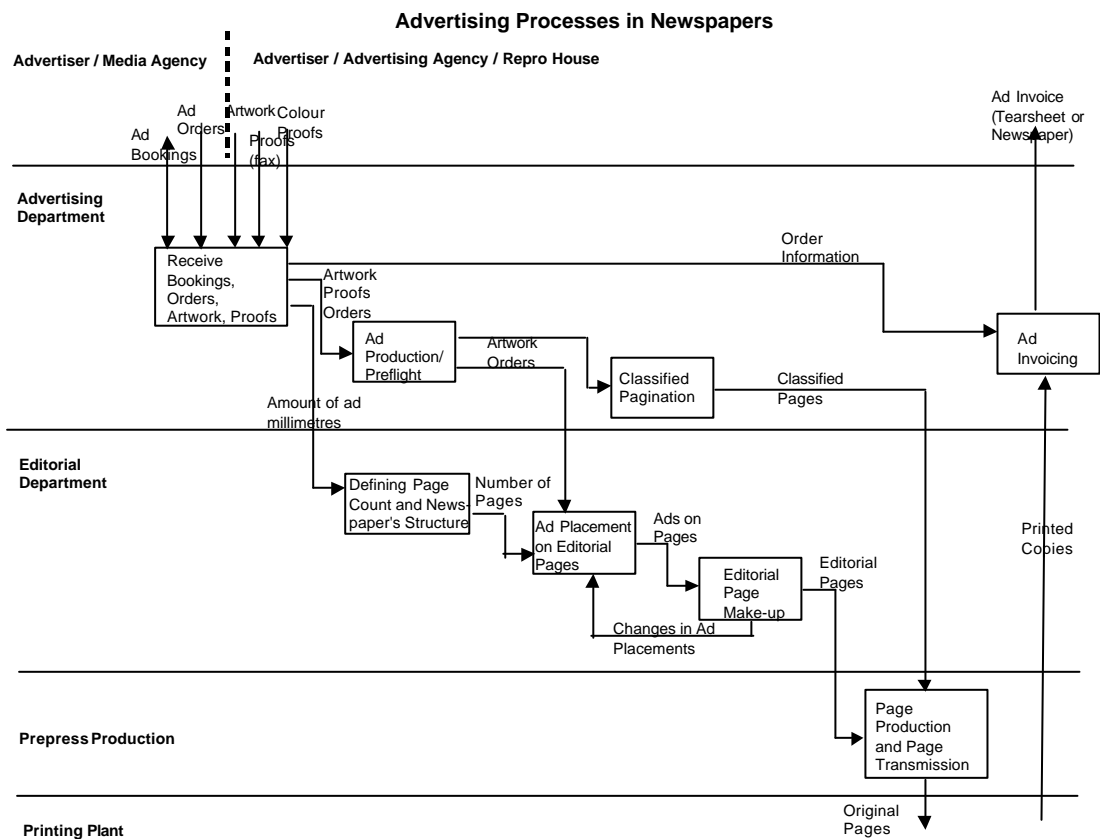 Advertising Processes in Newspapers
Advertiser / Media Agency
Advertiser / Advertising Agency / Repro House
Ad
Bookings
Ad
Orders
Artwork
Proofs
(fax)
Colour
Proofs
Ad Invoice
(Tearsheet or
Newspaper)
Advertising
Department
Receive
Bookings,
Orders,
Artwork, Proofs
Order
Information
Artwork
Proofs
Orders
Ad
Production/
Preflight
Artwork
Orders
Classified
Pagination
Classified
Pages
Ad
Invoicing
Amount of ad
millimetres
Editorial
Department
Defining Page
Count and News-
paper's Structure
Number of
Pages
Ad Placement
on Editorial
Pages
Ads on
Pages
Editorial
Page
Make-up
Editorial
Pages
Changes in Ad
Placements
Printed
Copies
Prepress Production
Page
Production
and Page
Transmission
Original
Pages
Printing Plant